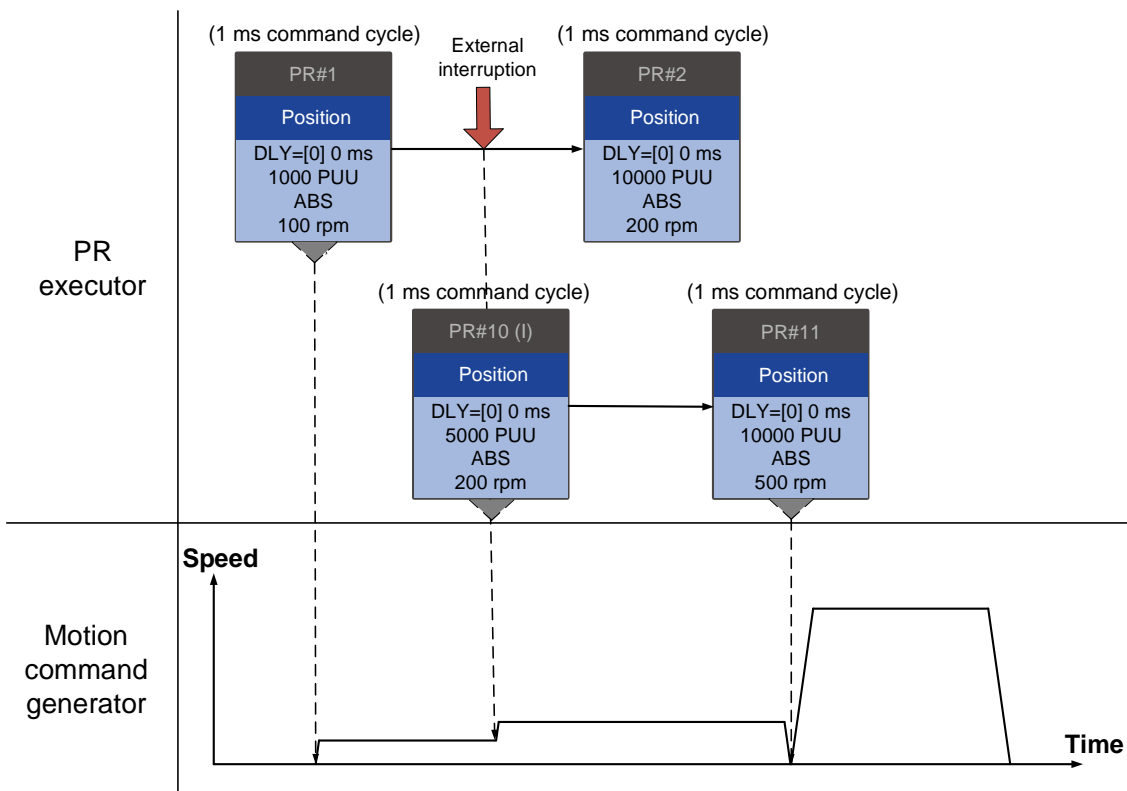 (1 ms command cycle)
External
interruption
(1 ms command cycle)
PR#1
Position
DLY=[0] 0 ms
1000 PUU
ABS
100 rpm
PR#2
Position
DLY=[0] 0 ms
10000 PUU
ABS
200 rpm
PR
executor
(1 ms command cycle)
(1 ms command cycle)
PR#10 (I)
Position
DLY=[0] 0 ms
5000 PUU
ABS
200 rpm
PR#11
Position
DLY=[0] 0 ms
10000 PUU
ABS
500 rpm
Speed
Motion
command
generator
Time